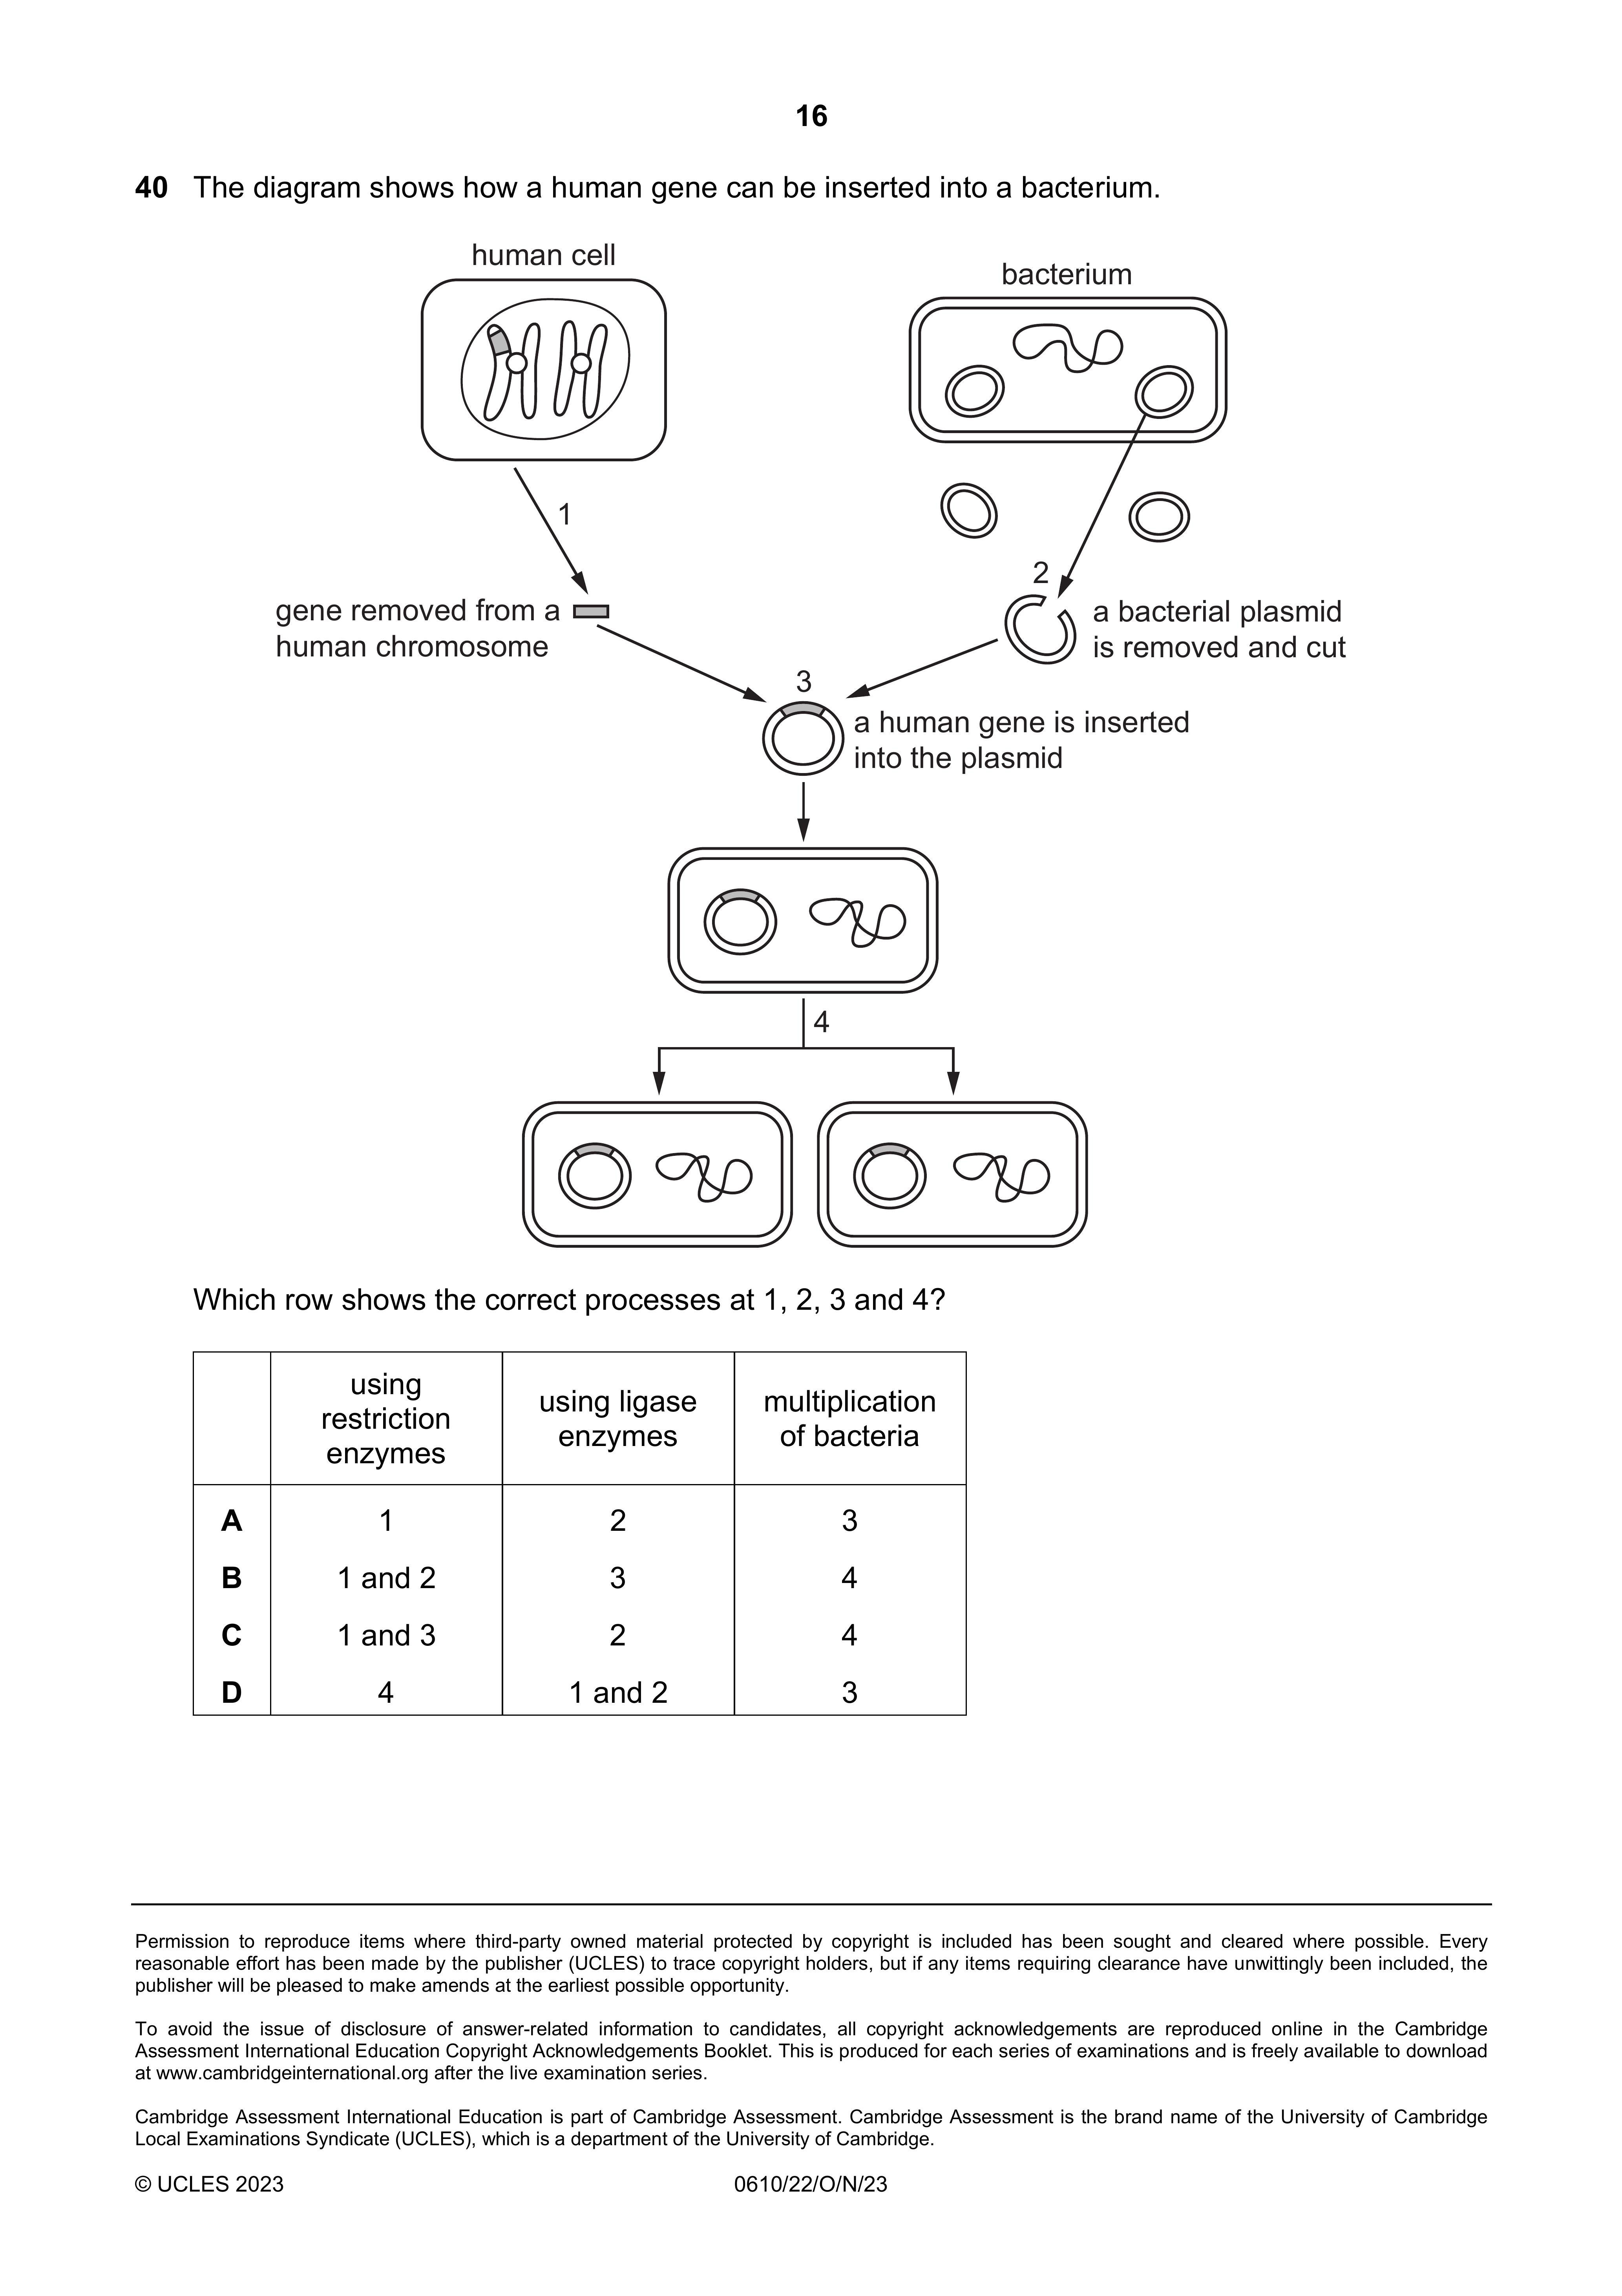 16
40 The diagram shows how a human gene can be inserted into a bacterium.
human cell
bacterium
1
2
gene removed from a
human chromosome
a bacterial plasmid
is removed and cut
3
a human gene is inserted
into the plasmid
4
Which row shows the correct processes at 1, 2, 3 and 4?
using
restriction
enzymes
using ligase
enzymes
multiplication
of bacteria
A 1 2 3
B 1 and 2 3 4
C 1 and 3 2 4
D 4 1 and 2 3
Permission to reproduce items where third-party owned material protected by copyright is included has been sought and cleared where possible. Every
reasonable effort has been made by the publisher (UCLES) to trace copyright holders, but if any items requiring clearance have unwittingly been included, the
publisher will be pleased to make amends at the earliest possible opportunity.
To avoid the issue of disclosure of answer-related information to candidates, all copyright acknowledgements are reproduced online in the Cambridge
Assessment International Education Copyright Acknowledgements Booklet. This is produced for each series of examinations and is freely available to download
at www.cambridgeinternational.org after the live examination series.
Cambridge Assessment International Education is part of Cambridge Assessment. Cambridge Assessment is the brand name of the University of Cambridge
Local Examinations Syndicate (UCLES), which is a department of the University of Cambridge.
© UCLES 2023 0610/22/O/N/23